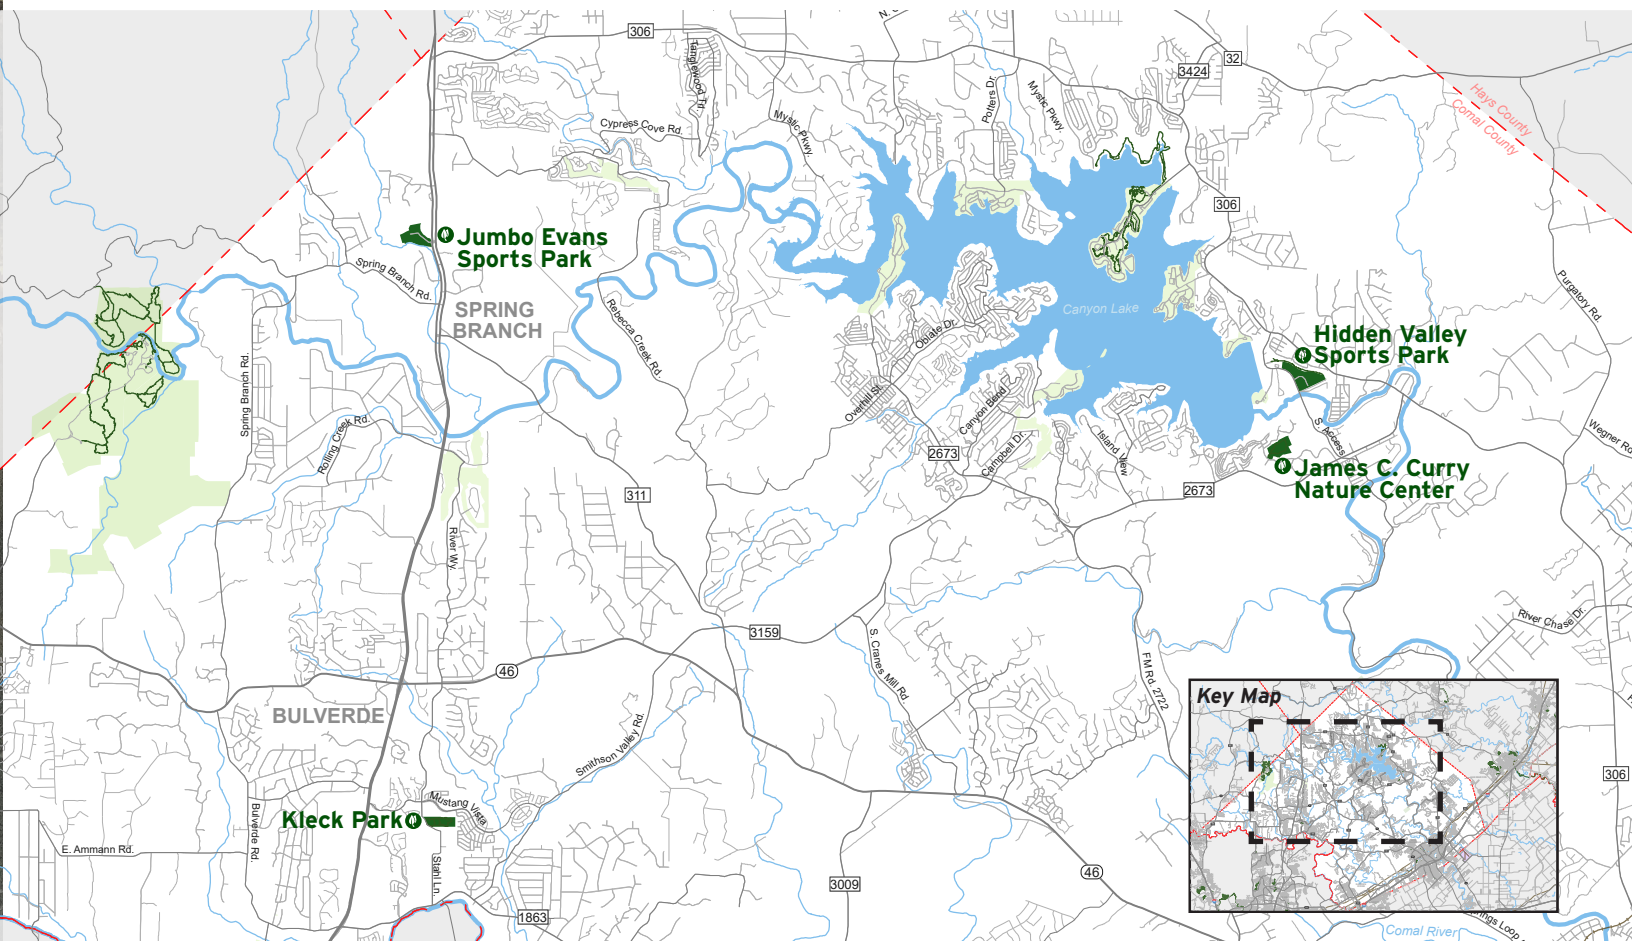 306
32
3424
N.
Tanglewood Trl.
Potters Dr.
Mystic Pkwy.
Mystic Pkwy.
Cypress Cove Rd.
Hays County
Comal County
306
Jumbo Evans
Sports Park
Spring Branch Rd.
SPRING
BRANCH
Rebecca Creek Rd.
Canyon Lake
Purgatory Rd.
Oblate Dr.
Hidden Valley
Sports Park
Spring Branch Rd.
Overhill St.
Canyon Bend
Rolling Creek Rd.
Campbell Dr.
Island View
S. Access
Wegner Rd.
2673
James C. Curry
Nature Center
2673
311
River Wy.
River Chase Dr.
3159
46
S. Cranes Mill Rd.
FM Rd. 2722
BULVERDE
Key Map
Smithson Valley Rd.
306
Mustang Vista
Kleck Park
Bulverde Rd.
E. Ammann Rd.
Stahl Ln.
3009
46
1863
Loop
Comal River